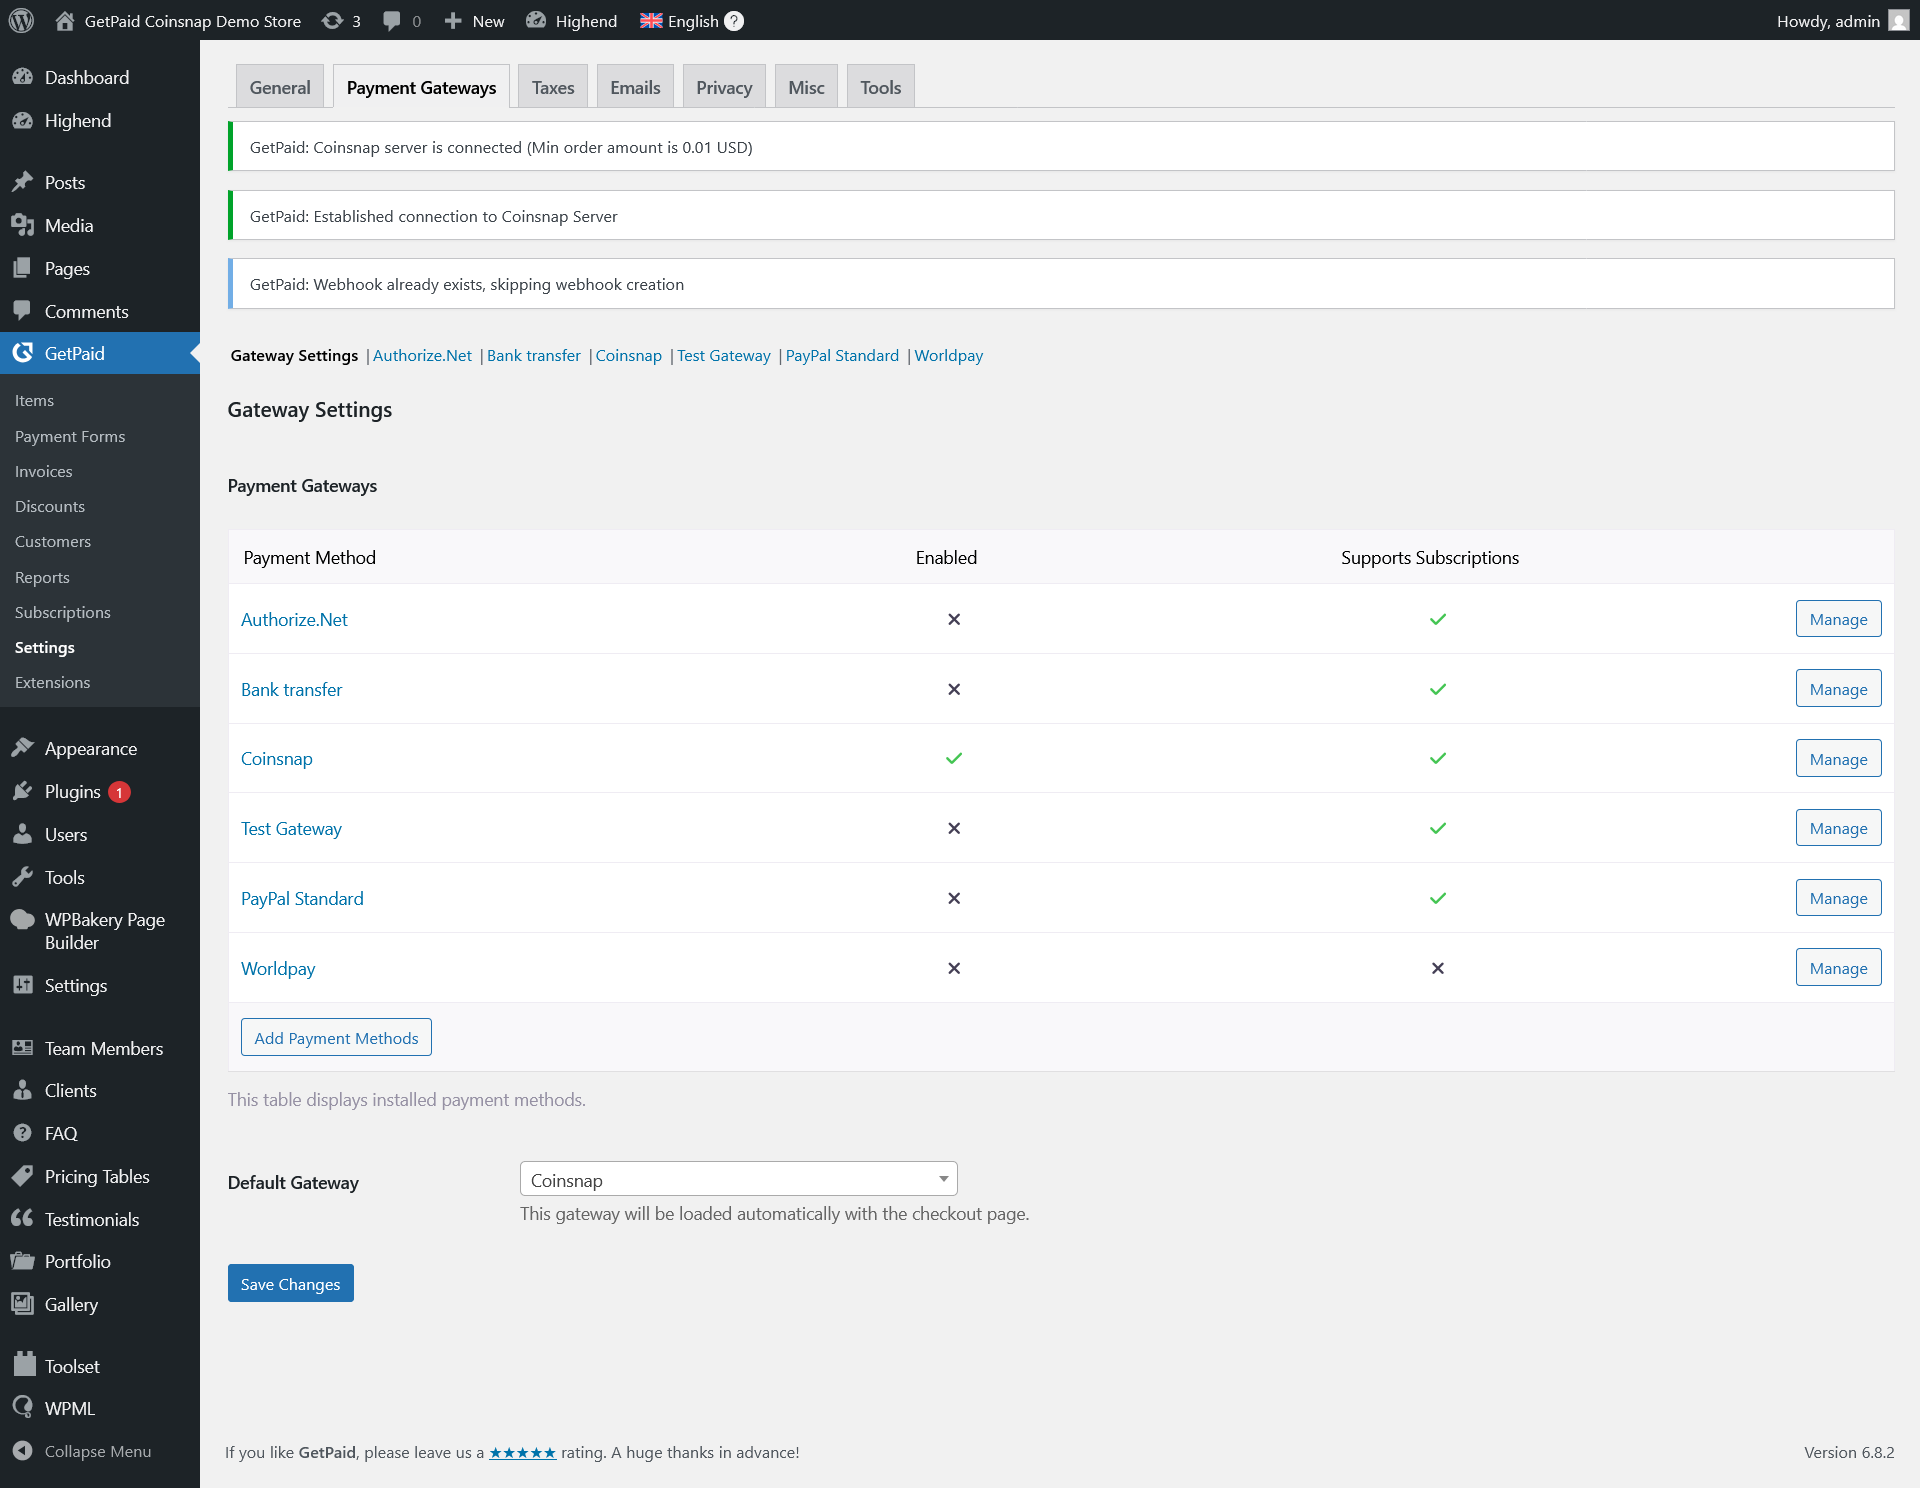 GetPaid Coinsnap Demo Store 3 0 New Highend English ? Howdy, admin
Dashboard
Highend
Posts
Media
Pages
Comments
GetPaid
Items
Payment Forms
Invoices
Discounts
Customers
Reports
Subscriptions
Settings
Extensions
Appearance
Plugins 1
Users
Tools
WPBakery Page
Builder
Settings
Team Members
Clients
FAQ
Pricing Tables
Testimonials
Portfolio
Gallery
Toolset
WPML
Collapse Menu
General Payment Gateways Taxes Emails Privacy Misc Tools
GetPaid: Coinsnap server is connected (Min order amount is 0.01 USD)
GetPaid: Established connection to Coinsnap Server
GetPaid: Webhook already exists, skipping webhook creation
Gateway Settings | Authorize.Net | Bank transfer | Coinsnap | Test Gateway | PayPal Standard | Worldpay
Gateway Settings
Payment Gateways
Payment Method Enabled Supports Subscriptions
Authorize.Net Manage
Bank transfer Manage
Coinsnap Manage
Test Gateway Manage
PayPal Standard Manage
Worldpay Manage
Add Payment Methods
This table displays installed payment methods.
Default Gateway Coinsnap
This gateway will be loaded automatically with the checkout page.
Save Changes
If you like GetPaid, please leave us a ★★★★★ rating. A huge thanks in advance! Version 6.8.2